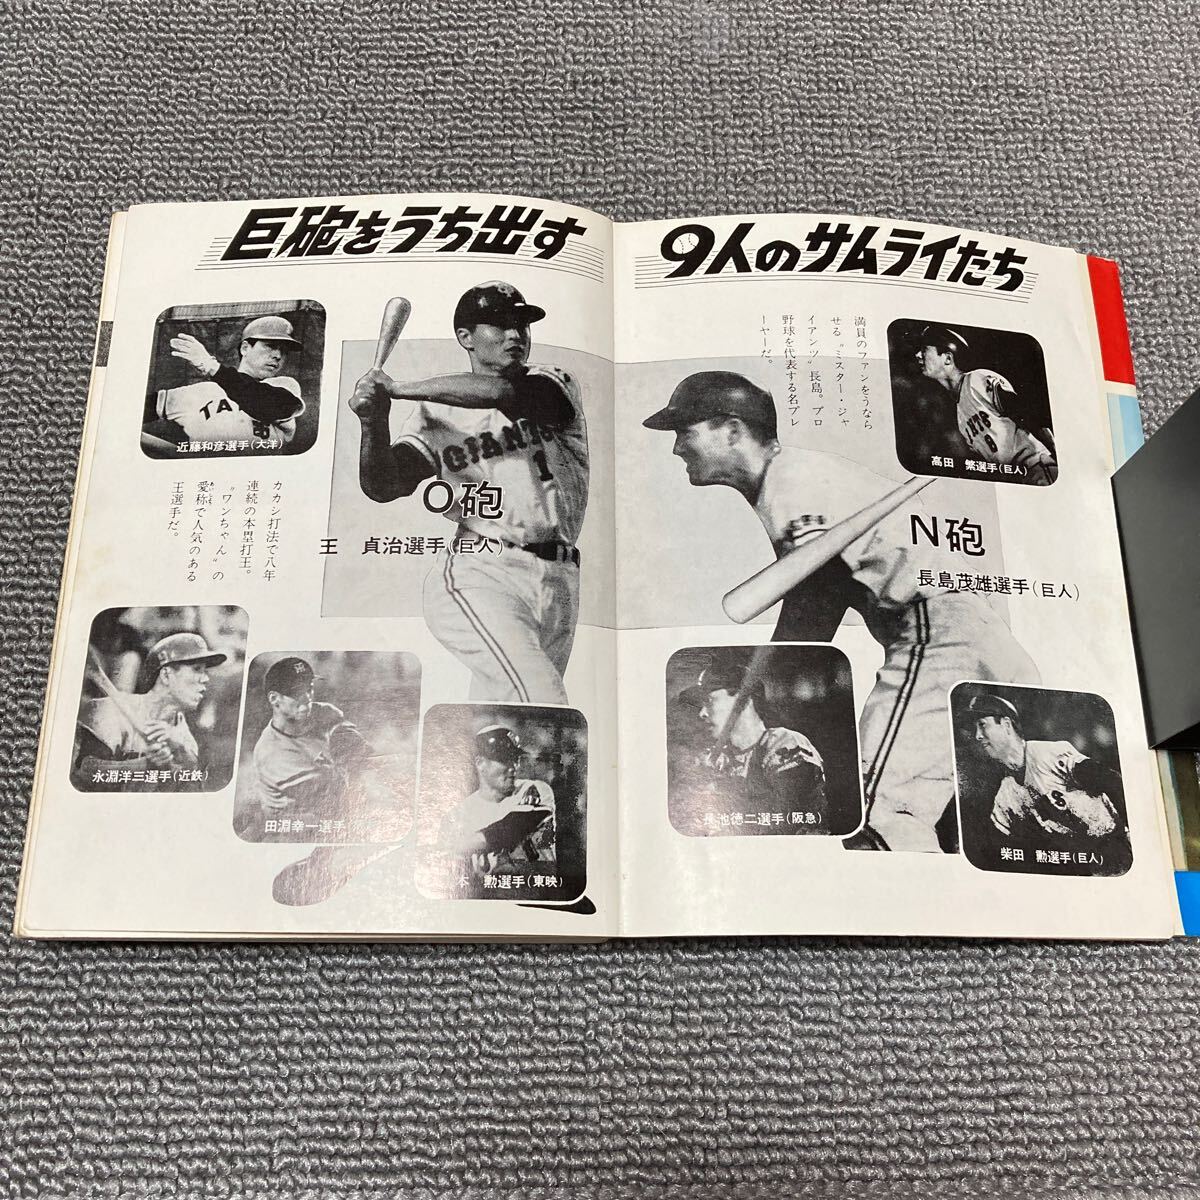 巨砲をうち出す
9人のサムライたち
TA
近藤和彦選手(大洋)
GIANTS
1
O砲
王 貞治選手(巨人)
カカシ打法で八年
連続の本塁打王。
"ワンちゃん"の
愛称で人気のある
王選手だ。
永淵洋三選手(近鉄)
田淵幸一選手
本 勲選手(東映)
満員のファンをうなら
せる"ミスター・ジャ
イアンツ"長島。プロ
野球を代表する名プレ
ーヤーだ。
8
高田 繁選手(巨人)
N砲
長島茂雄選手(巨人)
長池徳二選手(阪急)
柴田 勲選手(巨人)